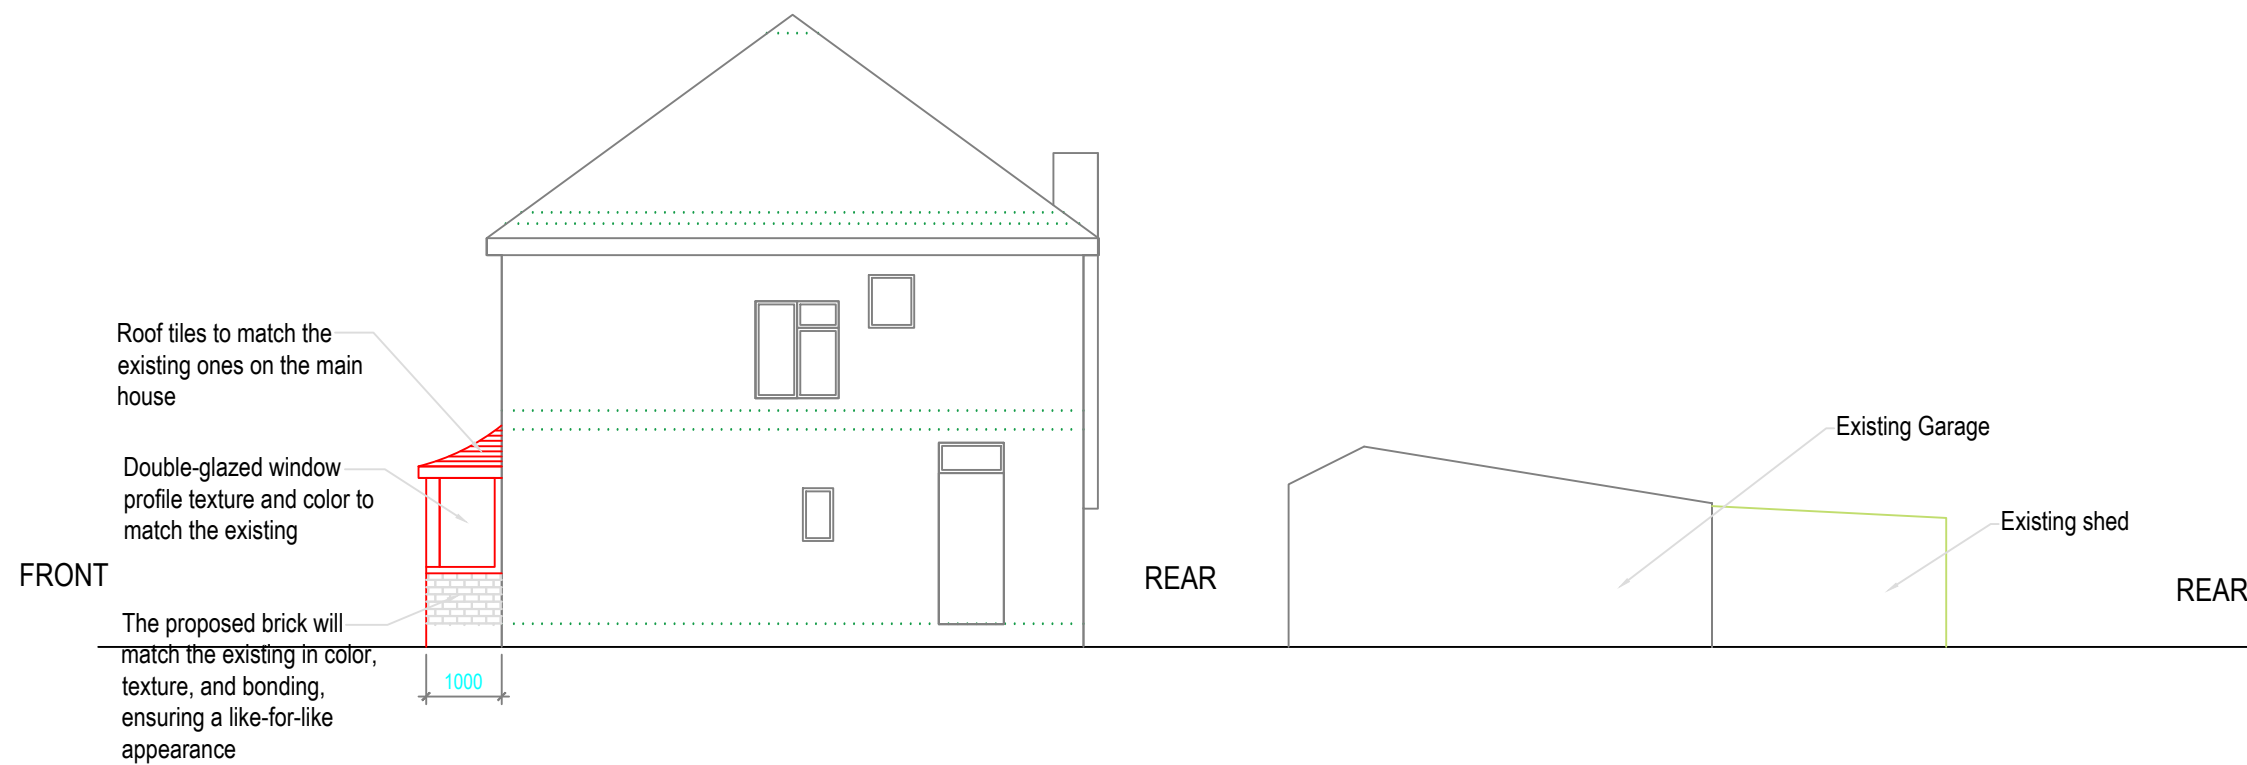 Roof tiles to match the
existing ones on the main
house
Double-glazed window
profile texture and color to
match the existing
FRONT
The proposed brick will
match the existing in color,
texture, and bonding,
ensuring a like-for-like
appearance
1000
REAR
Existing Garage
Existing shed
REAR